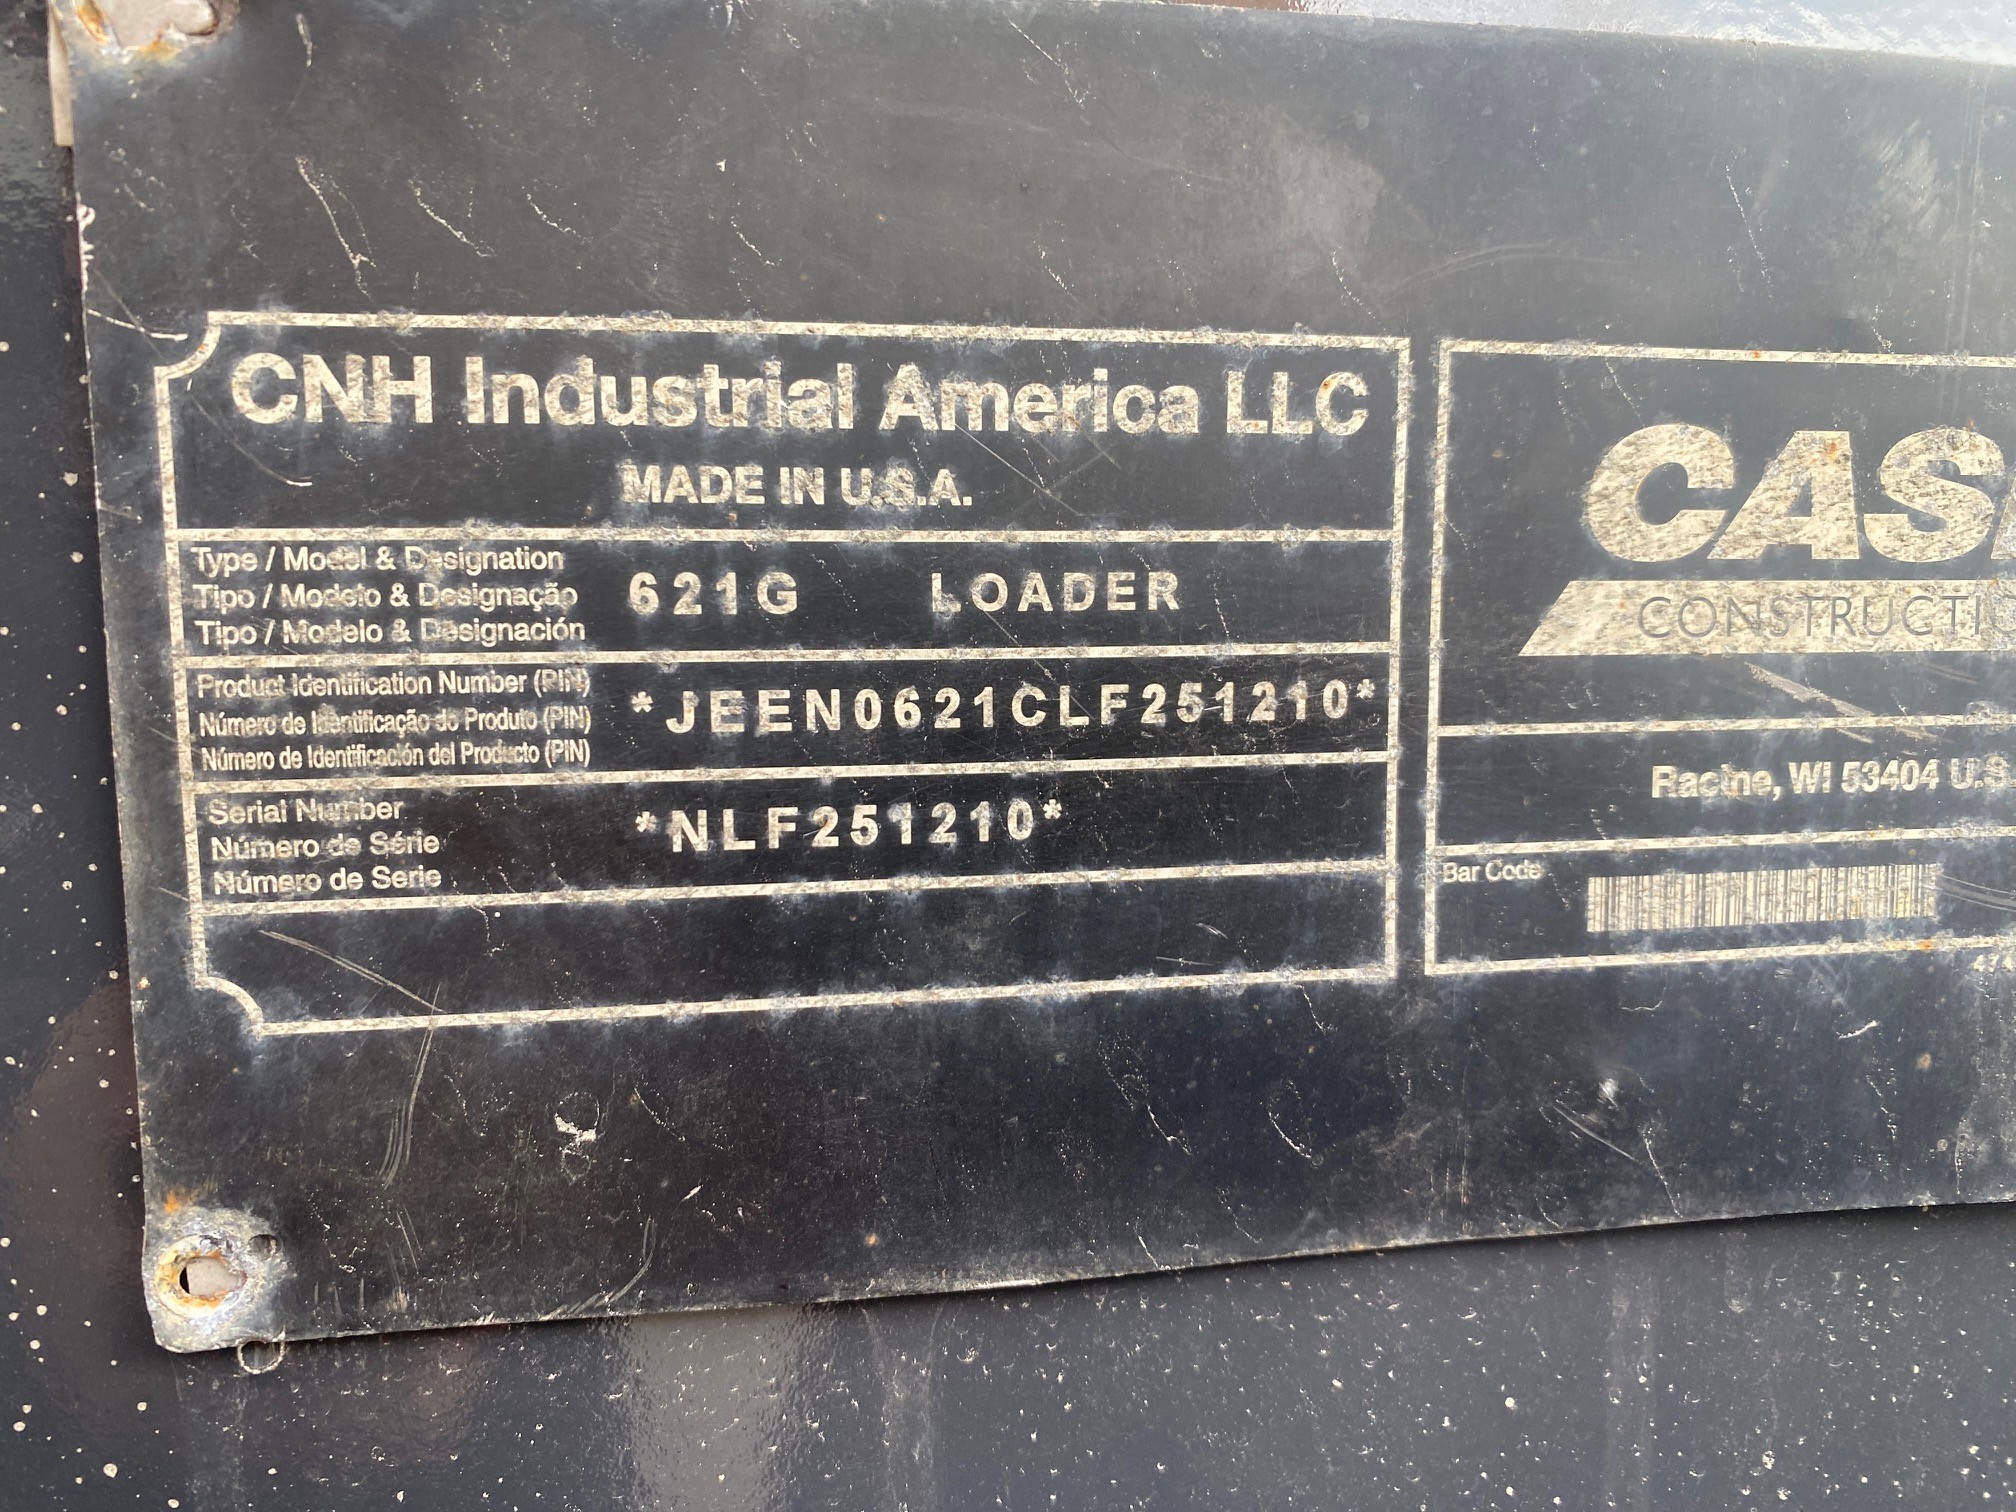 CNH Industrial America LLC
MADE IN U.S.A.
Type / Model & Designation
Tipo / Modelo & Designação
Tipo / Modelo & Designación
621G LOADER
Product Identification Number (PIN)
Número de Identificação do Produto (PIN)
Número de Identificación del Producto (PIN)
*JEEN0621CLF251210*
Serial Number
Número de Série
Número de Serie
*NLF251210*
CAS
CONSTRUCTI
Racine, WI 53404 U.S
Bar Code